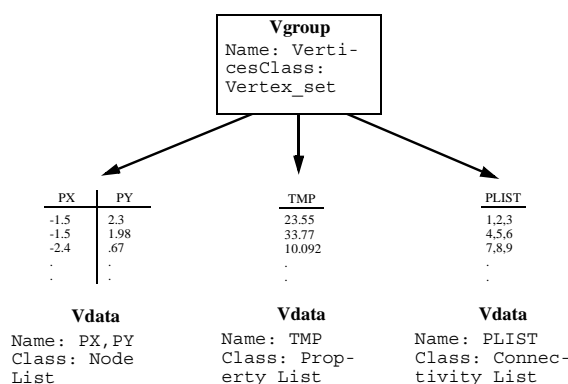 Vgroup
Name: Verti-
cesClass:
Vertex_set
PX PY
-1.5 2.3
-1.5 1.98
-2.4 .67
. .
. .
Vdata
Name: PX,PY
Class: Node
List
TMP
23.55
33.77
10.092
.
.
Vdata
Name: TMP
Class: Prop-
erty List
PLIST
1,2,3
4,5,6
7,8,9
.
.
Vdata
Name: PLIST
Class: Connec-
tivity List